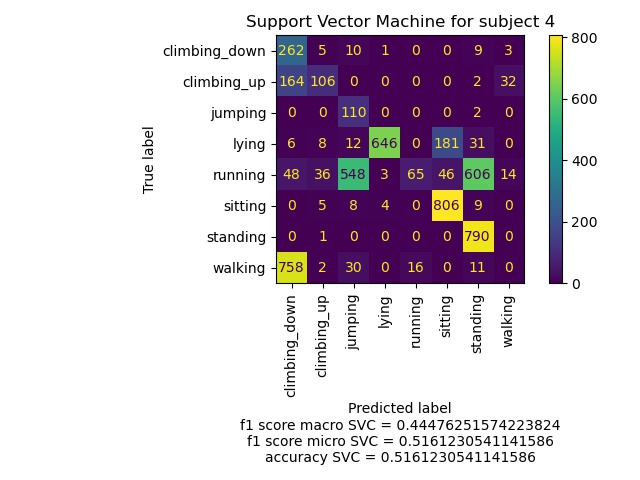 Support Vector Machine for subject 4
climbing_down 262 5 10 1 0 0 9 3
climbing_up 164 106 0 0 0 0 2 32
jumping 0 0 110 0 0 0 2 0
lying 6 8 12 646 0 181 31 0
running 48 36 548 3 65 46 606 14
sitting 0 5 8 4 0 806 9 0
standing 0 1 0 0 0 0 790 0
walking 758 2 30 0 16 0 11 0
True label
800
600
400
200
0
climbing_down
climbing_up
jumping
lying
running
sitting
standing
walking
Predicted label
f1 score macro SVC = 0.44476251574223824
f1 score micro SVC = 0.5161230541141586
accuracy SVC = 0.5161230541141586